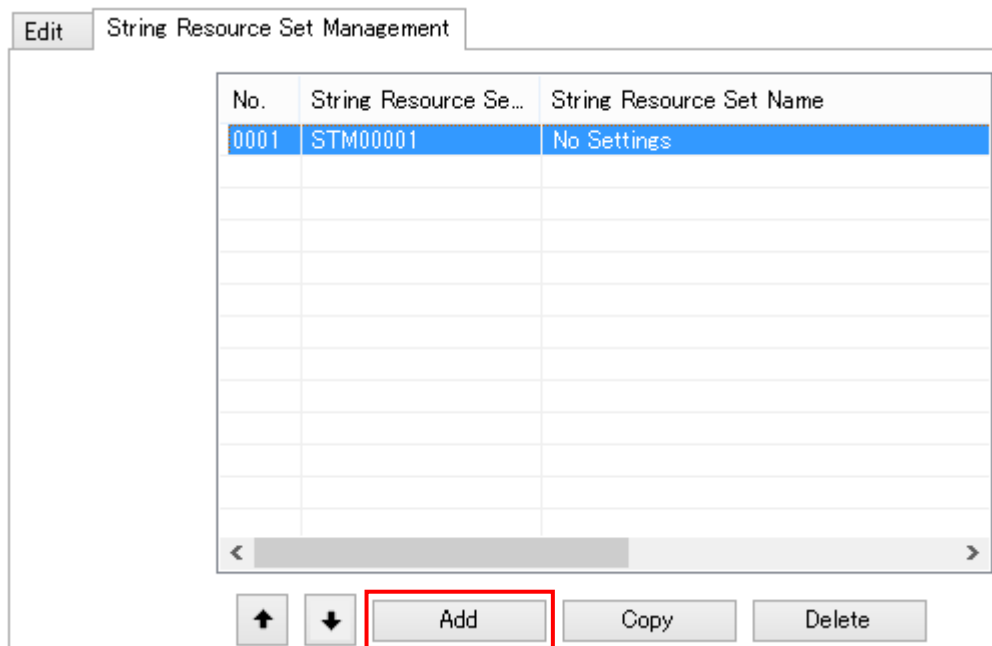 Edit String Resource Set Management
No. String Resource Se... String Resource Set Name
0001 STM00001 No Settings
Add Copy Delete